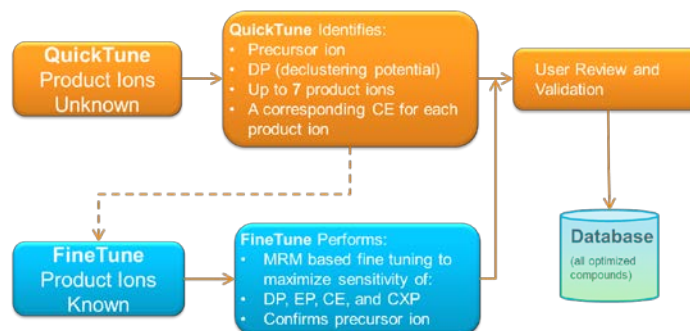 QuickTune
Product Ions
Unknown
QuickTune Identifies:
• Precursor ion
• DP (declustering potential)
• Up to 7 product ions
• A corresponding CE for each
product ion
User Review and
Validation
FineTune
Product Ions
Known
FineTune Performs:
• MRM based fine tuning to
maximize sensitivity of:
• DP, EP, CE, and CXP
• Confirms precursor ion
Database
(all optimized
compounds)